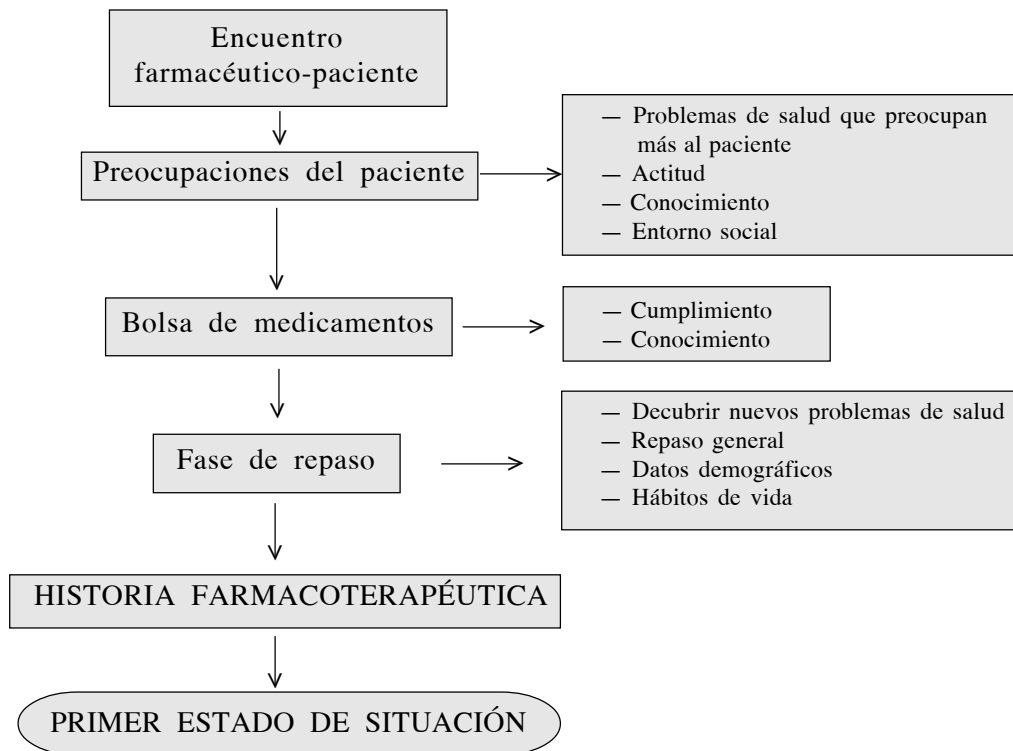 Encuentro
farmacéutico-paciente
Preocupaciones del paciente
— Problemas de salud que preocupan
más al paciente
— Actitud
— Conocimiento
— Entorno social
Bolsa de medicamentos
— Cumplimiento
— Conocimiento
Fase de repaso
— Decubrir nuevos problemas de salud
— Repaso general
— Datos demográficos
— Hábitos de vida
HISTORIA FARMACOTERAPÉUTICA
PRIMER ESTADO DE SITUACIÓN